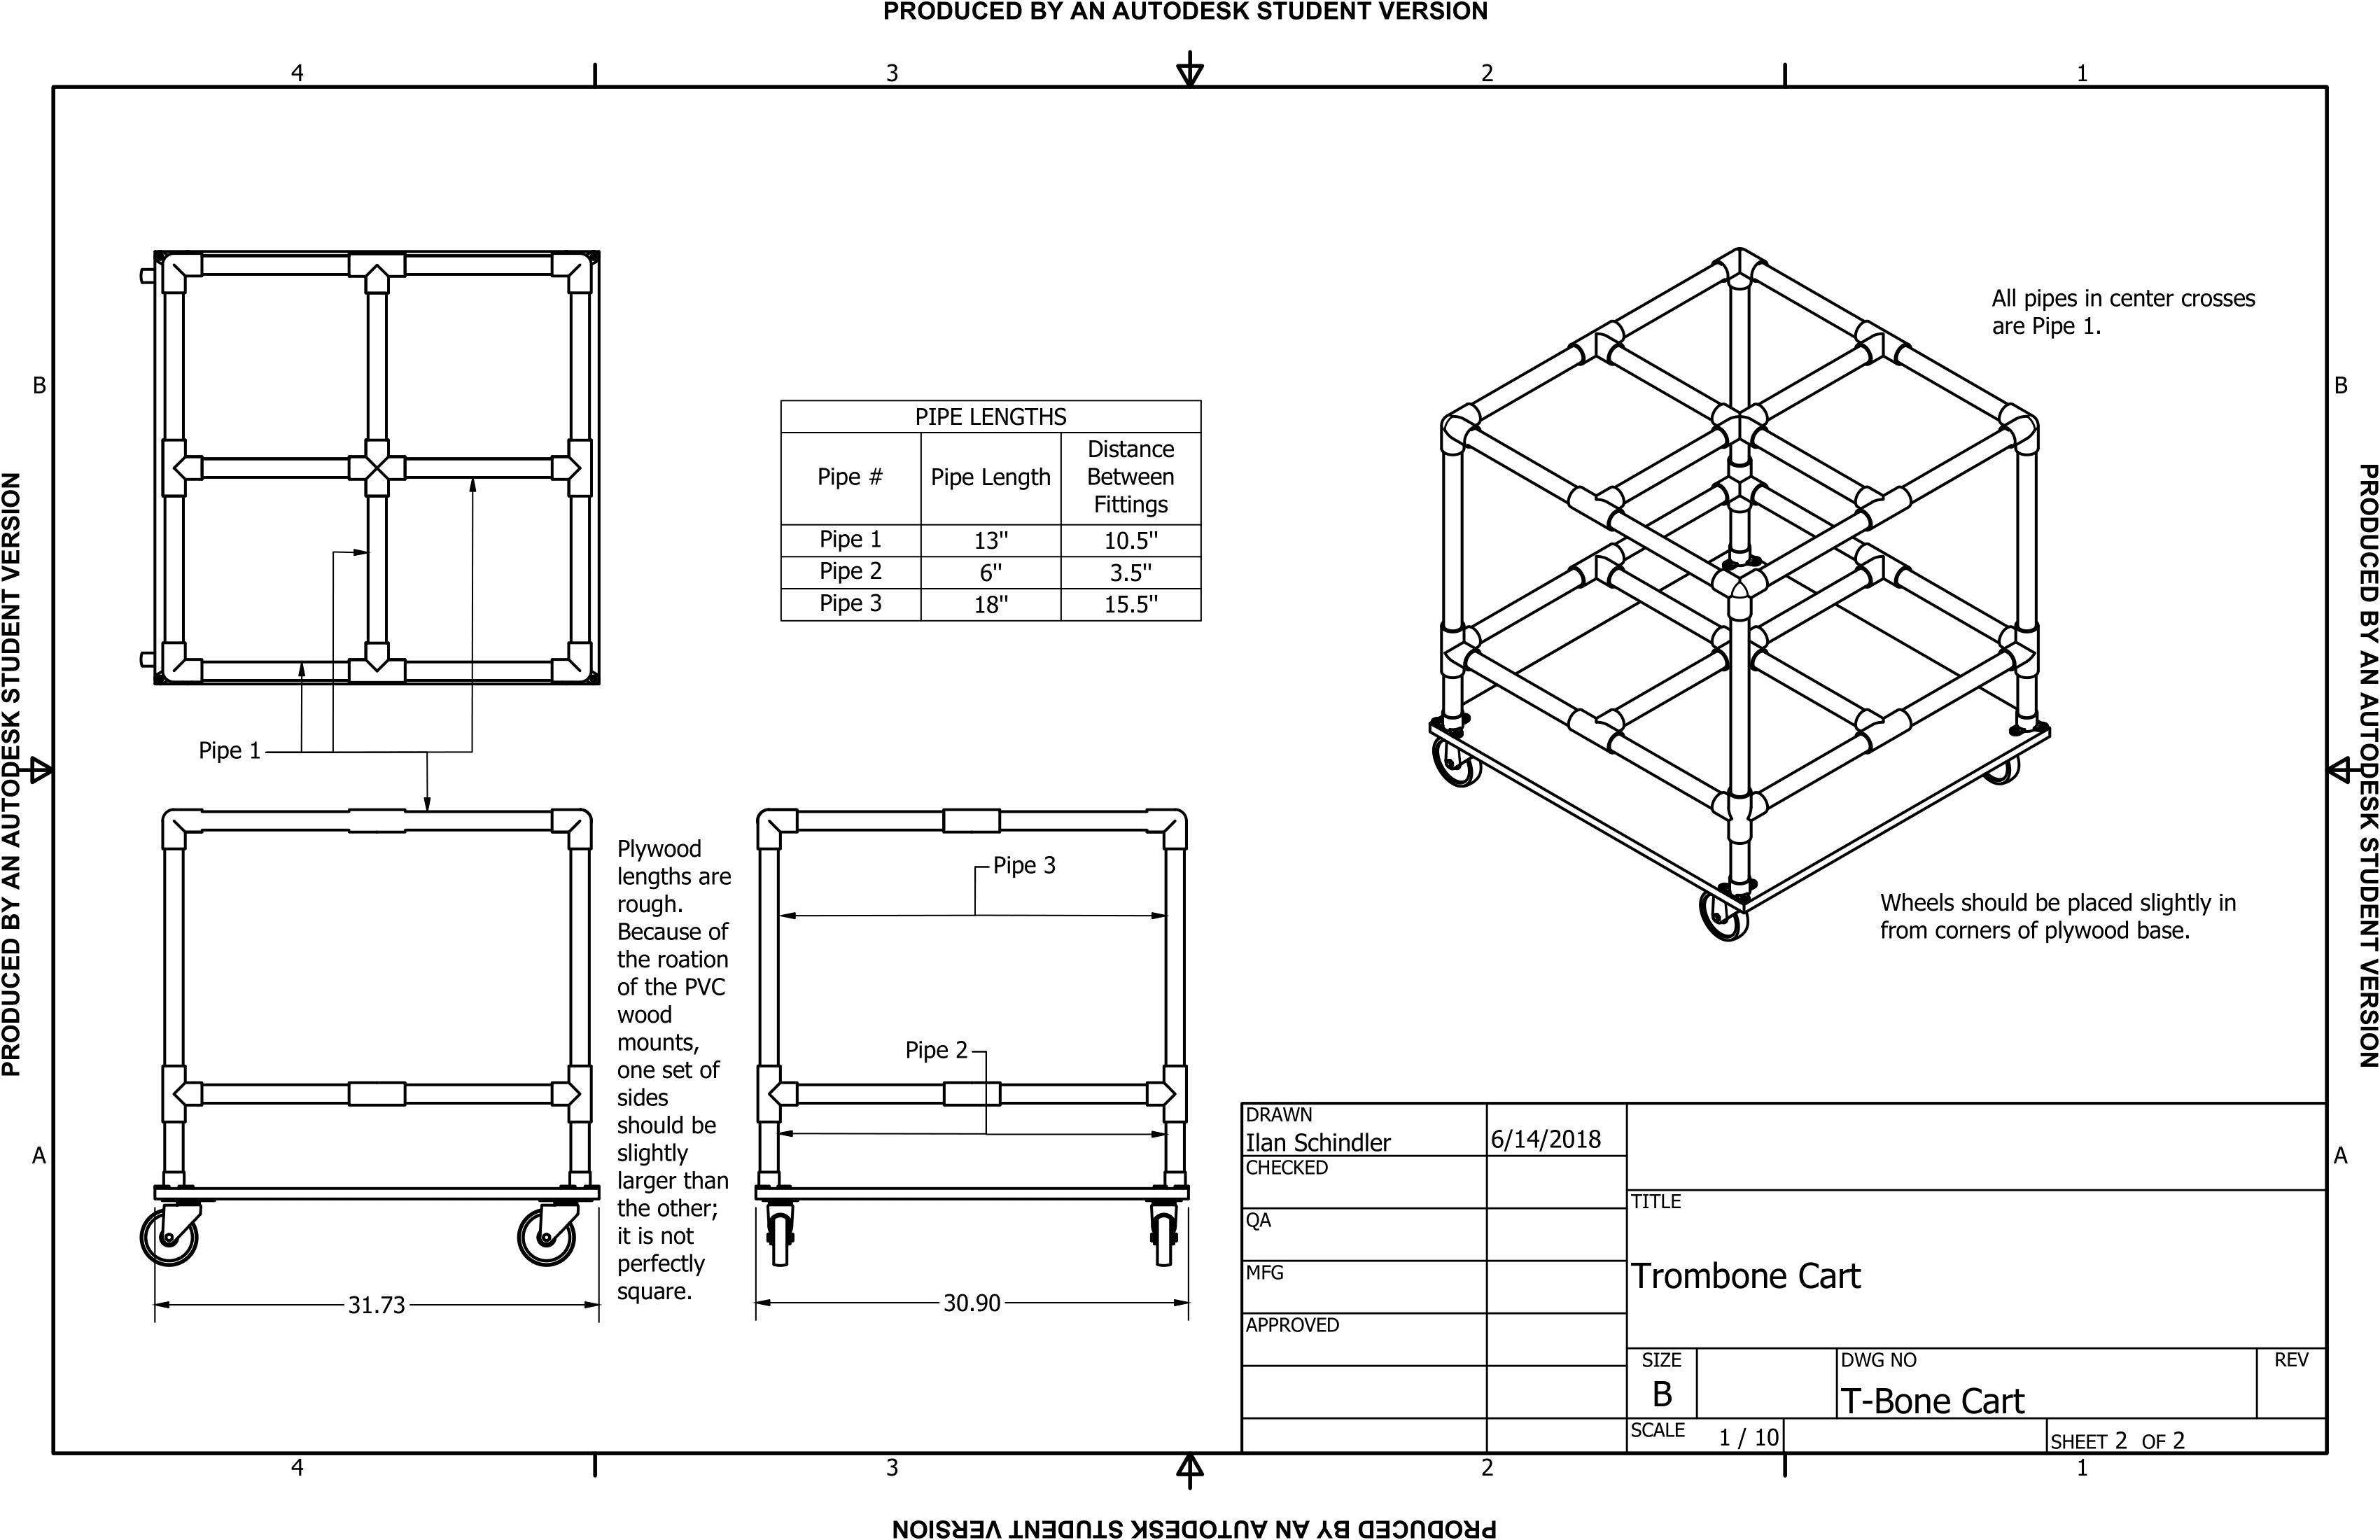 PRODUCED BY AN AUTODESK STUDENT VERSION
4
3
2
1
B
B
PRODUCED BY AN AUTODESK STUDENT VERSION
PRODUCED BY AN AUTODESK STUDENT VERSION
All pipes in center crosses
are Pipe 1.
PIPE LENGTHS
Pipe #
Pipe Length
Distance
Between
Fittings
Pipe 1
13"
10.5"
Pipe 2
6"
3.5"
Pipe 3
18"
15.5"
Pipe 1
Plywood
lengths are
rough.
Because of
the roation
of the PVC
wood
mounts,
one set of
sides
should be
slightly
larger than
the other;
it is not
perfectly
square.
Pipe 3
Pipe 2
31.73
30.90
Wheels should be placed slightly in
from corners of plywood base.
A
A
DRAWN
Ilan Schindler
6/14/2018
CHECKED
QA
MFG
APPROVED
TITLE
Trombone Cart
SIZE
B
DWG NO
T-Bone Cart
REV
SCALE
1 / 10
SHEET 2 OF 2
4
3
2
1
PRODUCED BY AN AUTODESK STUDENT VERSION